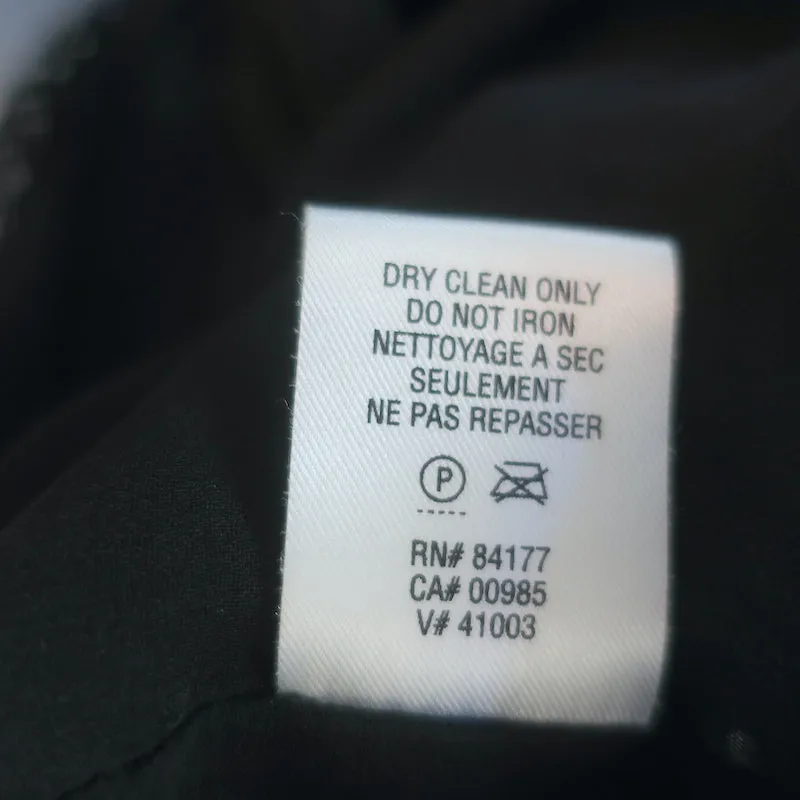 DRY CLEAN ONLY
DO NOT IRON
NETTOYAGE A SEC
SEULEMENT
NE PAS REPASSER
P
RN# 84177
CA# 00985
V# 41003